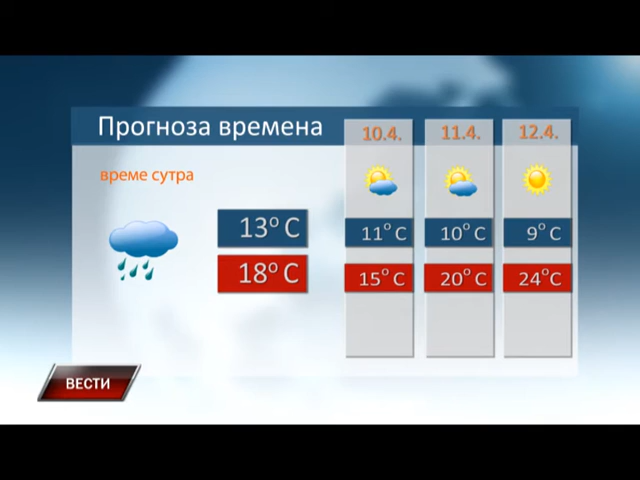 Прогноза времена
време сутра
13° C
18° C
10.4.
11° C
15° C
11.4.
10° C
20° C
12.4.
9° C
24°C
ВЕСТИ